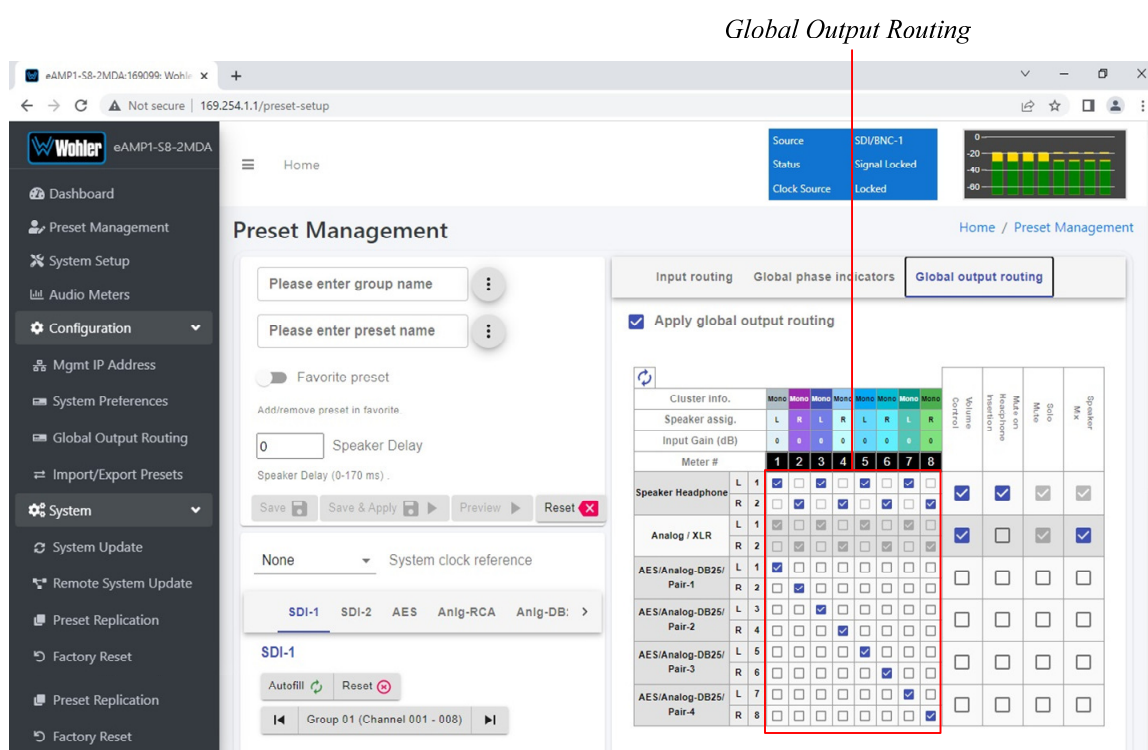 Global Output Routing
eAMP1-S8-2MDA:169099: Wohle
Not secure | 169.254.1.1/preset-setup
Wohler eAMP1-S8-2MDA
Dashboard
Preset Management
System Setup
Audio Meters
Configuration
Mgmt IP Address
System Preferences
Global Output Routing
Import/Export Presets
System
System Update
Remote System Update
Preset Replication
Factory Reset
Preset Replication
Factory Reset
Home
Source SDI/BNC-1
Status Signal Locked
Clock Source Locked
0
-20
-40
-60
Preset Management
Home / Preset Management
Please enter group name
Please enter preset name
Favorite preset
Add/remove preset in favorite.
0 Speaker Delay
Speaker Delay (0-170 ms) .
Save Save & Apply Preview Reset
None System clock reference
SDI-1 SDI-2 AES Anlg-RCA Anlg-DB:
SDI-1
Autofill Reset
Group 01 (Channel 001 - 008)
Input routing Global phase indicators Global output routing
Apply global output routing
Cluster info. Mono Mono Mono Mono Mono Mono Mono Mono
Speaker assig. L R L R L R L R
Input Gain (dB) 0 0 0 0 0 0 0 0
Meter # 1 2 3 4 5 6 7 8
Volume Control
Mute on Headphone Insertion
Solo Mute
Speaker Mix
Speaker Headphone L 1
R 2
Analog / XLR L 1
R 2
AES/Analog-DB25/ Pair-1 L 1
R 2
AES/Analog-DB25/ Pair-2 L 3
R 4
AES/Analog-DB25/ Pair-3 L 5
R 6
AES/Analog-DB25/ Pair-4 L 7
R 8